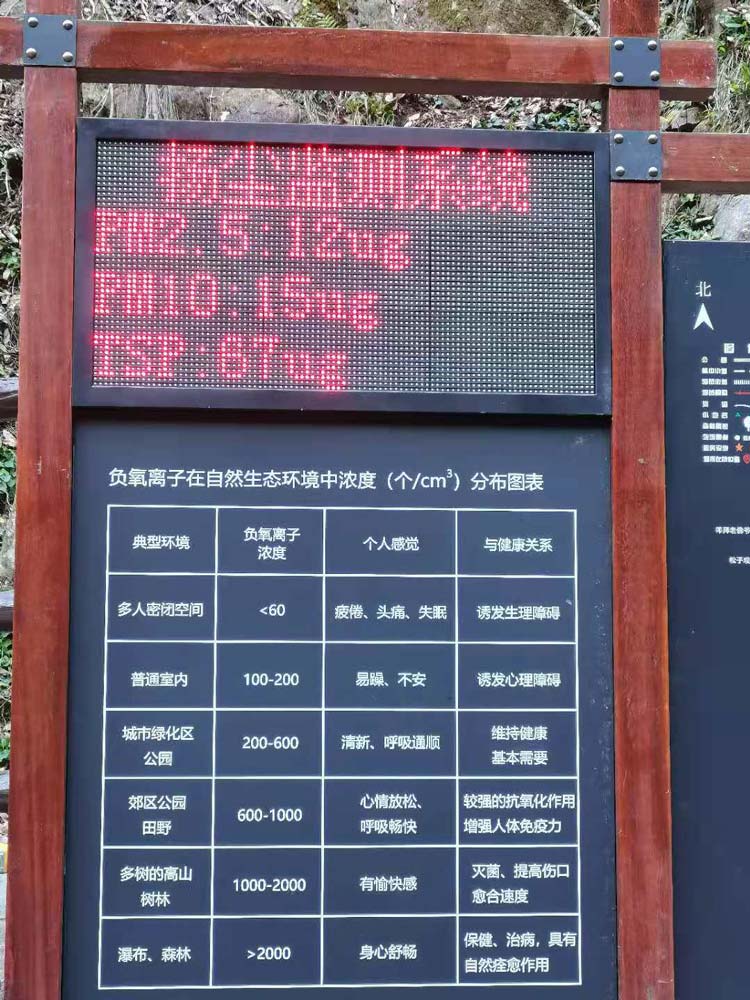 扬尘监测系统
PM2.5:12ug
PM10:15ug
TSP:67ug
负氧离子在自然生态环境中浓度（个/cm³）分布图表
典型环境 负氧离子浓度 个人感觉 与健康关系
多人密闭空间 <60 疲倦、头痛、失眠 诱发生理障碍
普通室内 100-200 易躁、不安 诱发心理障碍
城市绿化区公园 200-600 清新、呼吸通顺 维持健康基本需要
郊区公园田野 600-1000 心情放松、呼吸畅快 较强的抗氧化作用增强人体免疫力
多树的高山树林 1000-2000 有愉快感 灭菌、提高伤口愈合速度
瀑布、森林 >2000 身心舒畅 保健、治病，具有自然痊愈作用
北